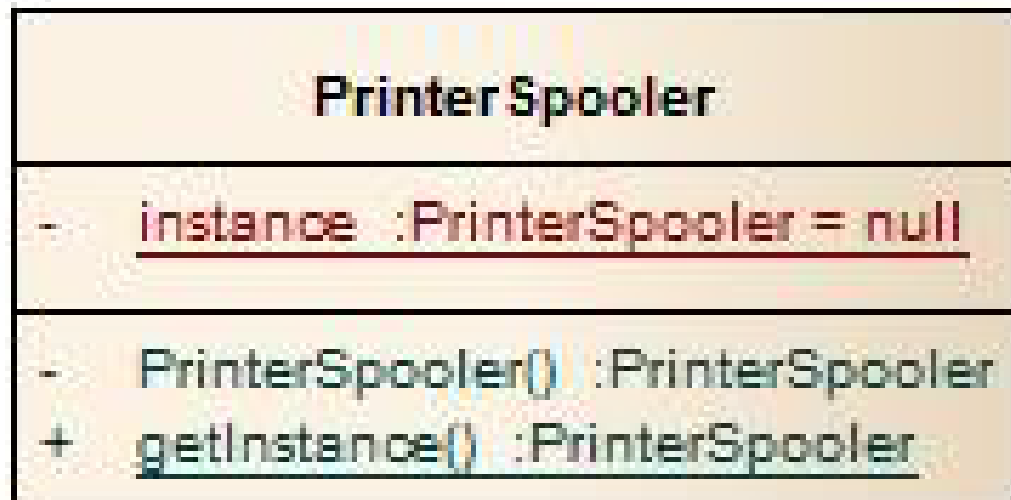 PrinterSpooler
- instance :PrinterSpooler = null
- PrinterSpooler() :PrinterSpooler
+ getInstance() :PrinterSpooler